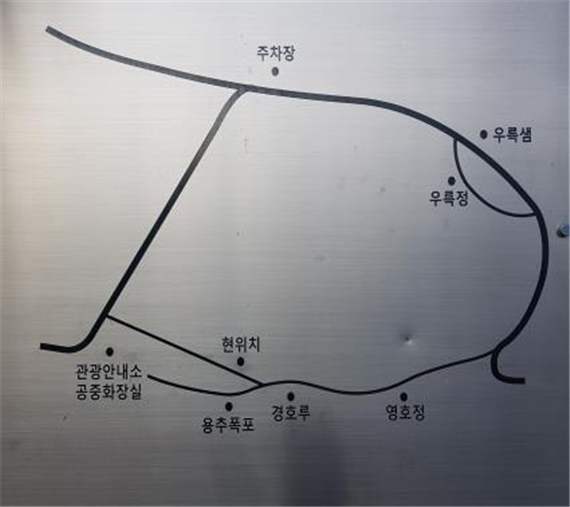 주차장
우륵샘
우륵정
현위치
관광안내소
공중화장실
용추폭포
경호루
영호정